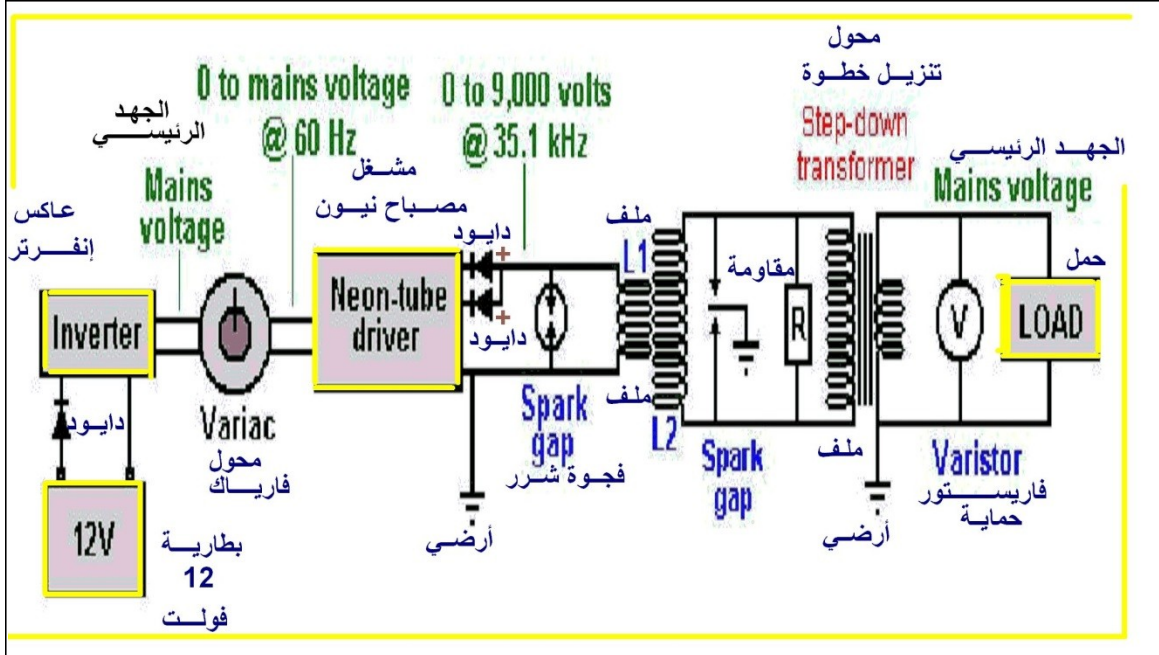 محول
تنزيل خطوة
Step-down
transformer
0 to mains voltage
@ 60 Hz
0 to 9,000 volts
@ 35.1 kHz
الجهد
الرئيسي
Mains
voltage
الجهد الرئيسي
Mains voltage
عاكس
إنفرتر
مشغل
مصباح نيون
دايود
+
ملف
L1
مقاومة
حمل
Inverter
Neon-tube
driver
+
دايود
R
V
LOAD
دايود
Variac
محول
فارياك
Spark
gap
فجوة شرر
ملف
L2
Spark
gap
ملف
Varistor
فاريستور
حماية
12V
بطارية
12
فولت
أرضي
أرضي